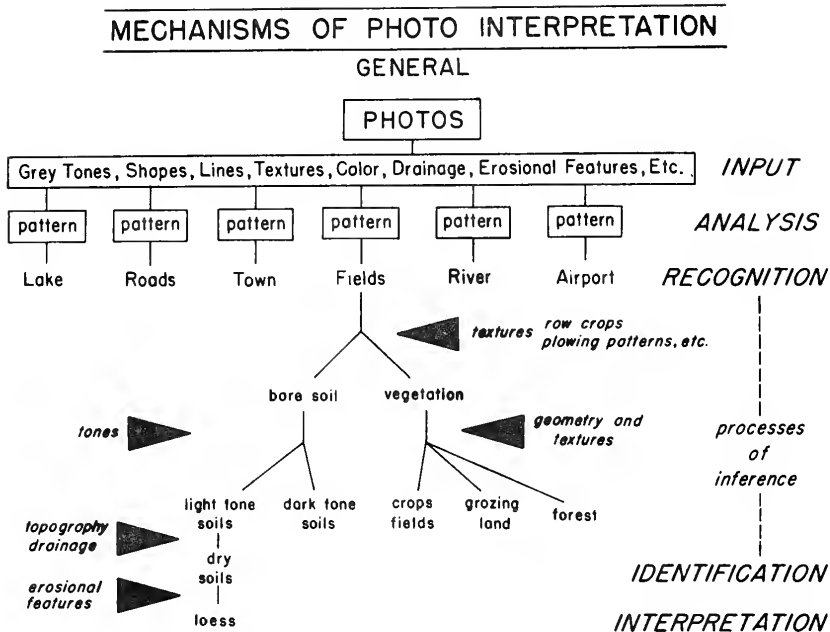 MECHANISMS OF PHOTO INTERPRETATION
GENERAL
PHOTOS
Grey Tones, Shapes, Lines, Textures, Color, Drainage, Erosional Features, Etc. INPUT
pattern pattern pattern pattern pattern pattern ANALYSIS
Lake Roads Town Fields River Airport RECOGNITION
textures row crops
plowing patterns, etc.
bare soil vegetation
tones
geometry and
textures
processes
of
inference
light tone
soils
dark tone
soils
crops
fields
grozing
land
forest
topography
drainage
dry
soils
erosional
features
loess
IDENTIFICATION
INTERPRETATION